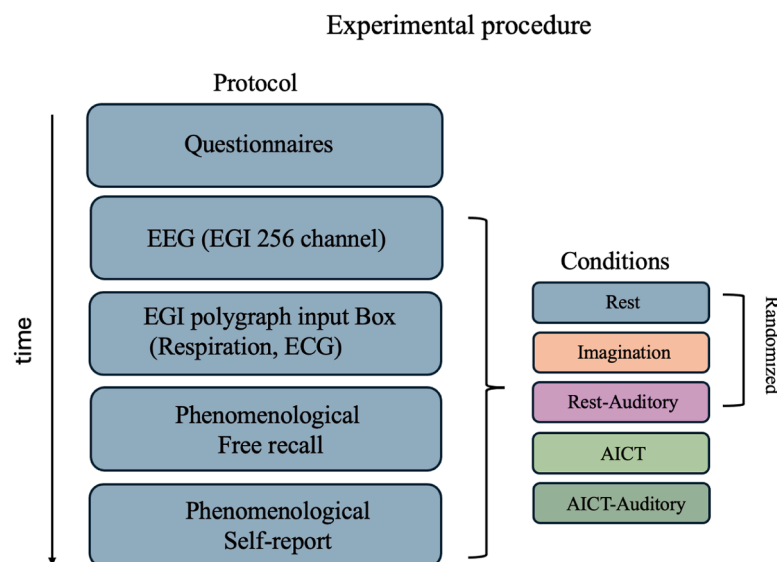 Experimental procedure
Protocol
time
Questionnaires
EEG (EGI 256 channel)
EGI polygraph input Box
(Respiration, ECG)
Phenomenological
Free recall
Phenomenological
Self-report
Conditions
Rest
Imagination
Rest-Auditory
AICT
AICT-Auditory
Randomized